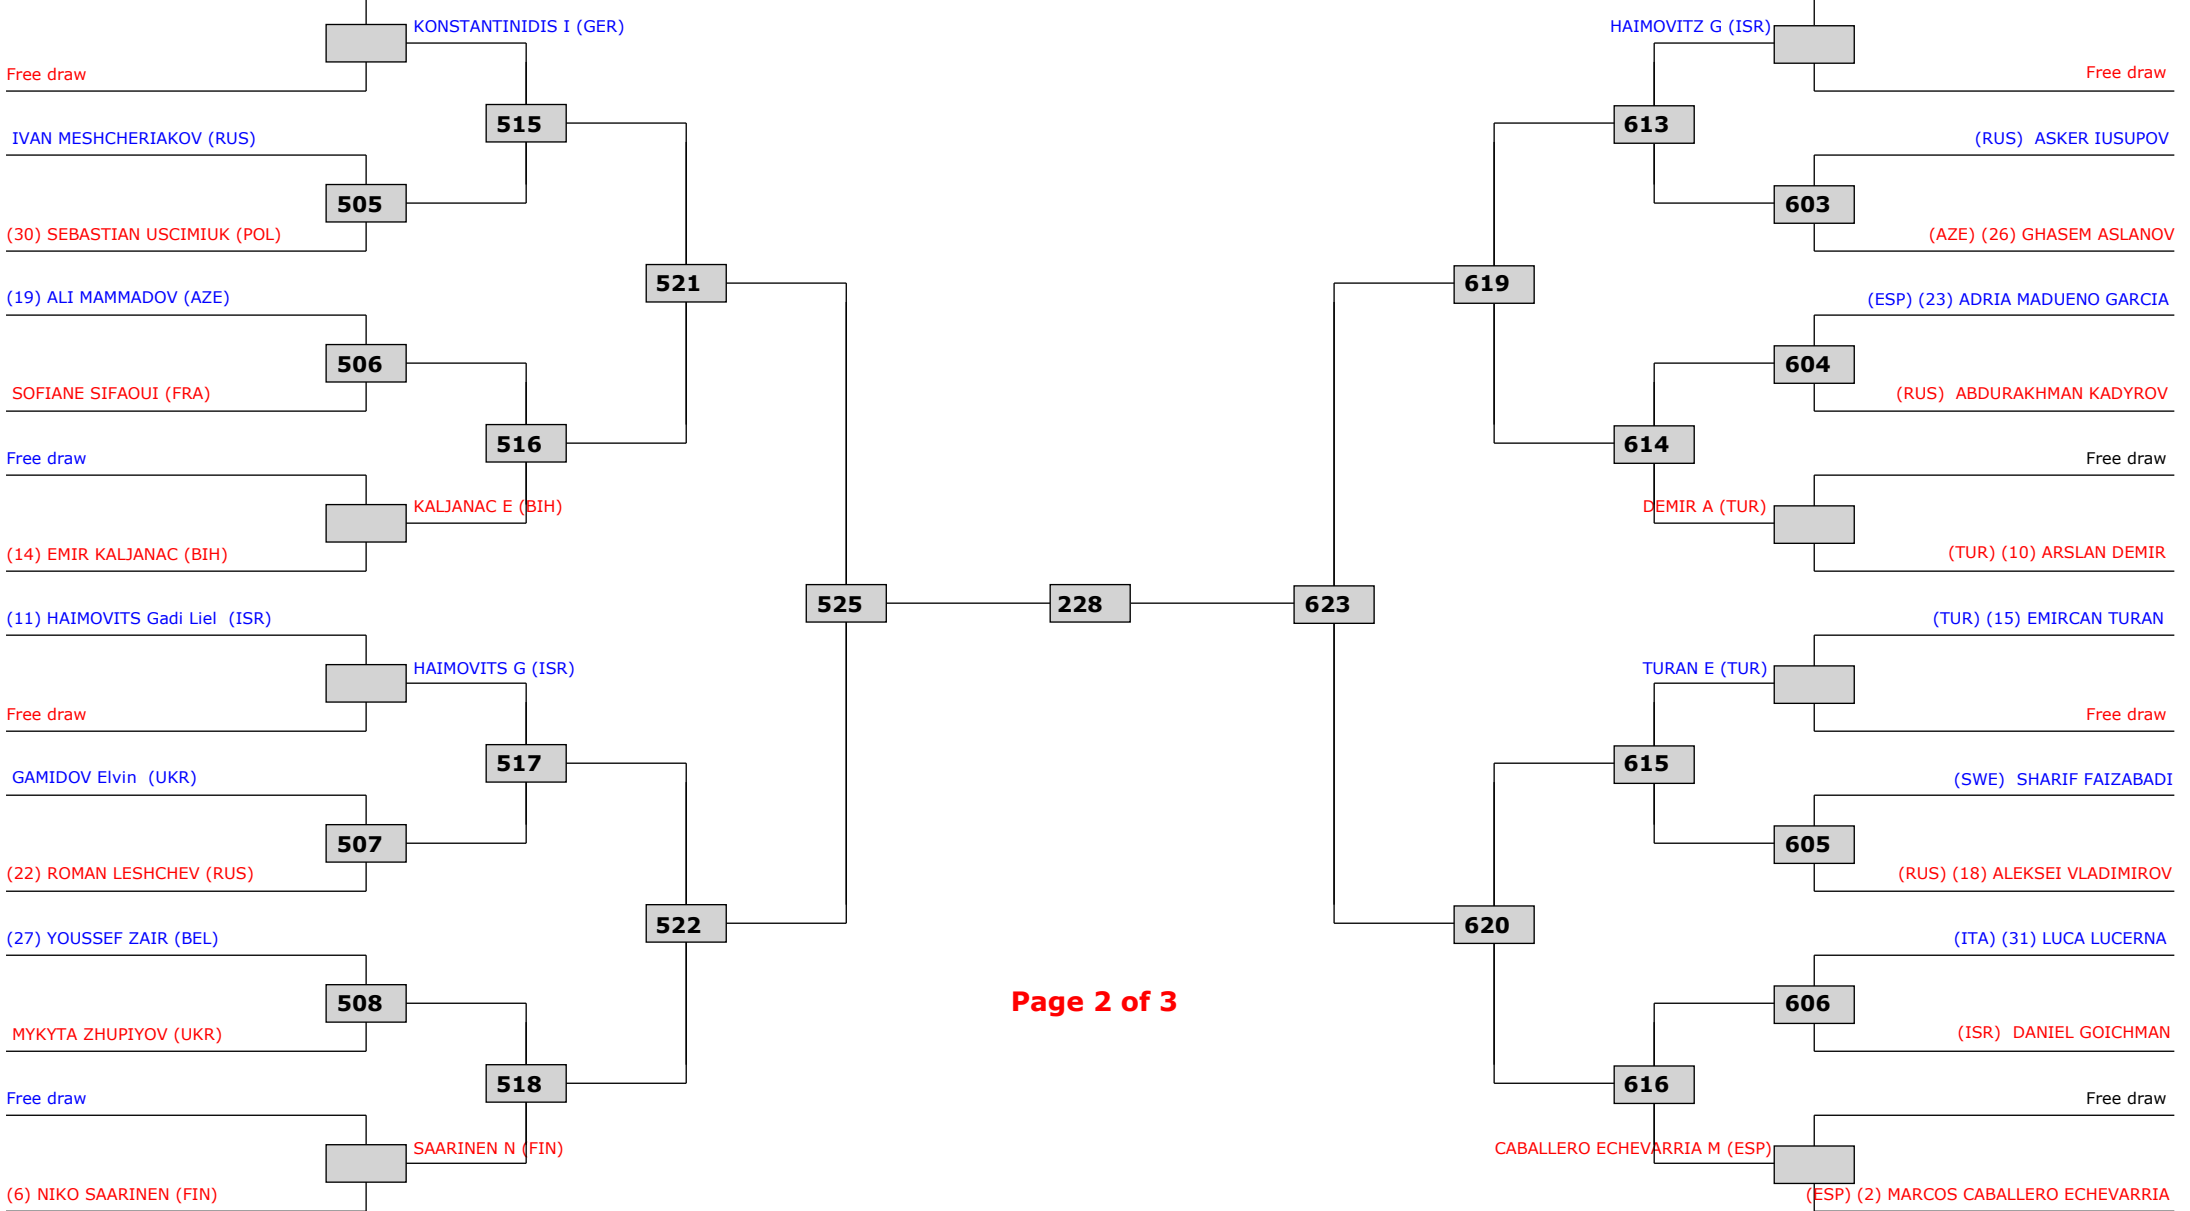 KONSTANTINIDIS I (GER)
Free draw
515
IVAN MESHCHERIAKOV (RUS)
505
(30) SEBASTIAN USCIMIUK (POL)
521
(19) ALI MAMMADOV (AZE)
506
SOFIANE SIFAOUI (FRA)
516
Free draw
KALJANAC E (BIH)
(14) EMIR KALJANAC (BIH)
525
(11) HAIMOVITS Gadi Liel (ISR)
HAIMOVITS G (ISR)
Free draw
517
GAMIDOV Elvin (UKR)
507
(22) ROMAN LESHCHEV (RUS)
522
(27) YOUSSEF ZAIR (BEL)
508
MYKYTA ZHUPIYOV (UKR)
518
Free draw
SAARINEN N (FIN)
(6) NIKO SAARINEN (FIN)
228
Page 2 of 3
HAIMOVITZ G (ISR)
Free draw
613
(RUS) ASKER IUSUPOV
603
(AZE) (26) GHASEM ASLANOV
619
(ESP) (23) ADRIA MADUENO GARCIA
604
(RUS) ABDURAKHMAN KADYROV
614
Free draw
DEMIR A (TUR)
(TUR) (10) ARSLAN DEMIR
623
(TUR) (15) EMIRCAN TURAN
TURAN E (TUR)
Free draw
615
(SWE) SHARIF FAIZABADI
605
(RUS) (18) ALEKSEI VLADIMIROV
620
(ITA) (31) LUCA LUCERNA
606
(ISR) DANIEL GOICHMAN
616
Free draw
CABALLERO ECHEVARRIA M (ESP)
(ESP) (2) MARCOS CABALLERO ECHEVARRIA